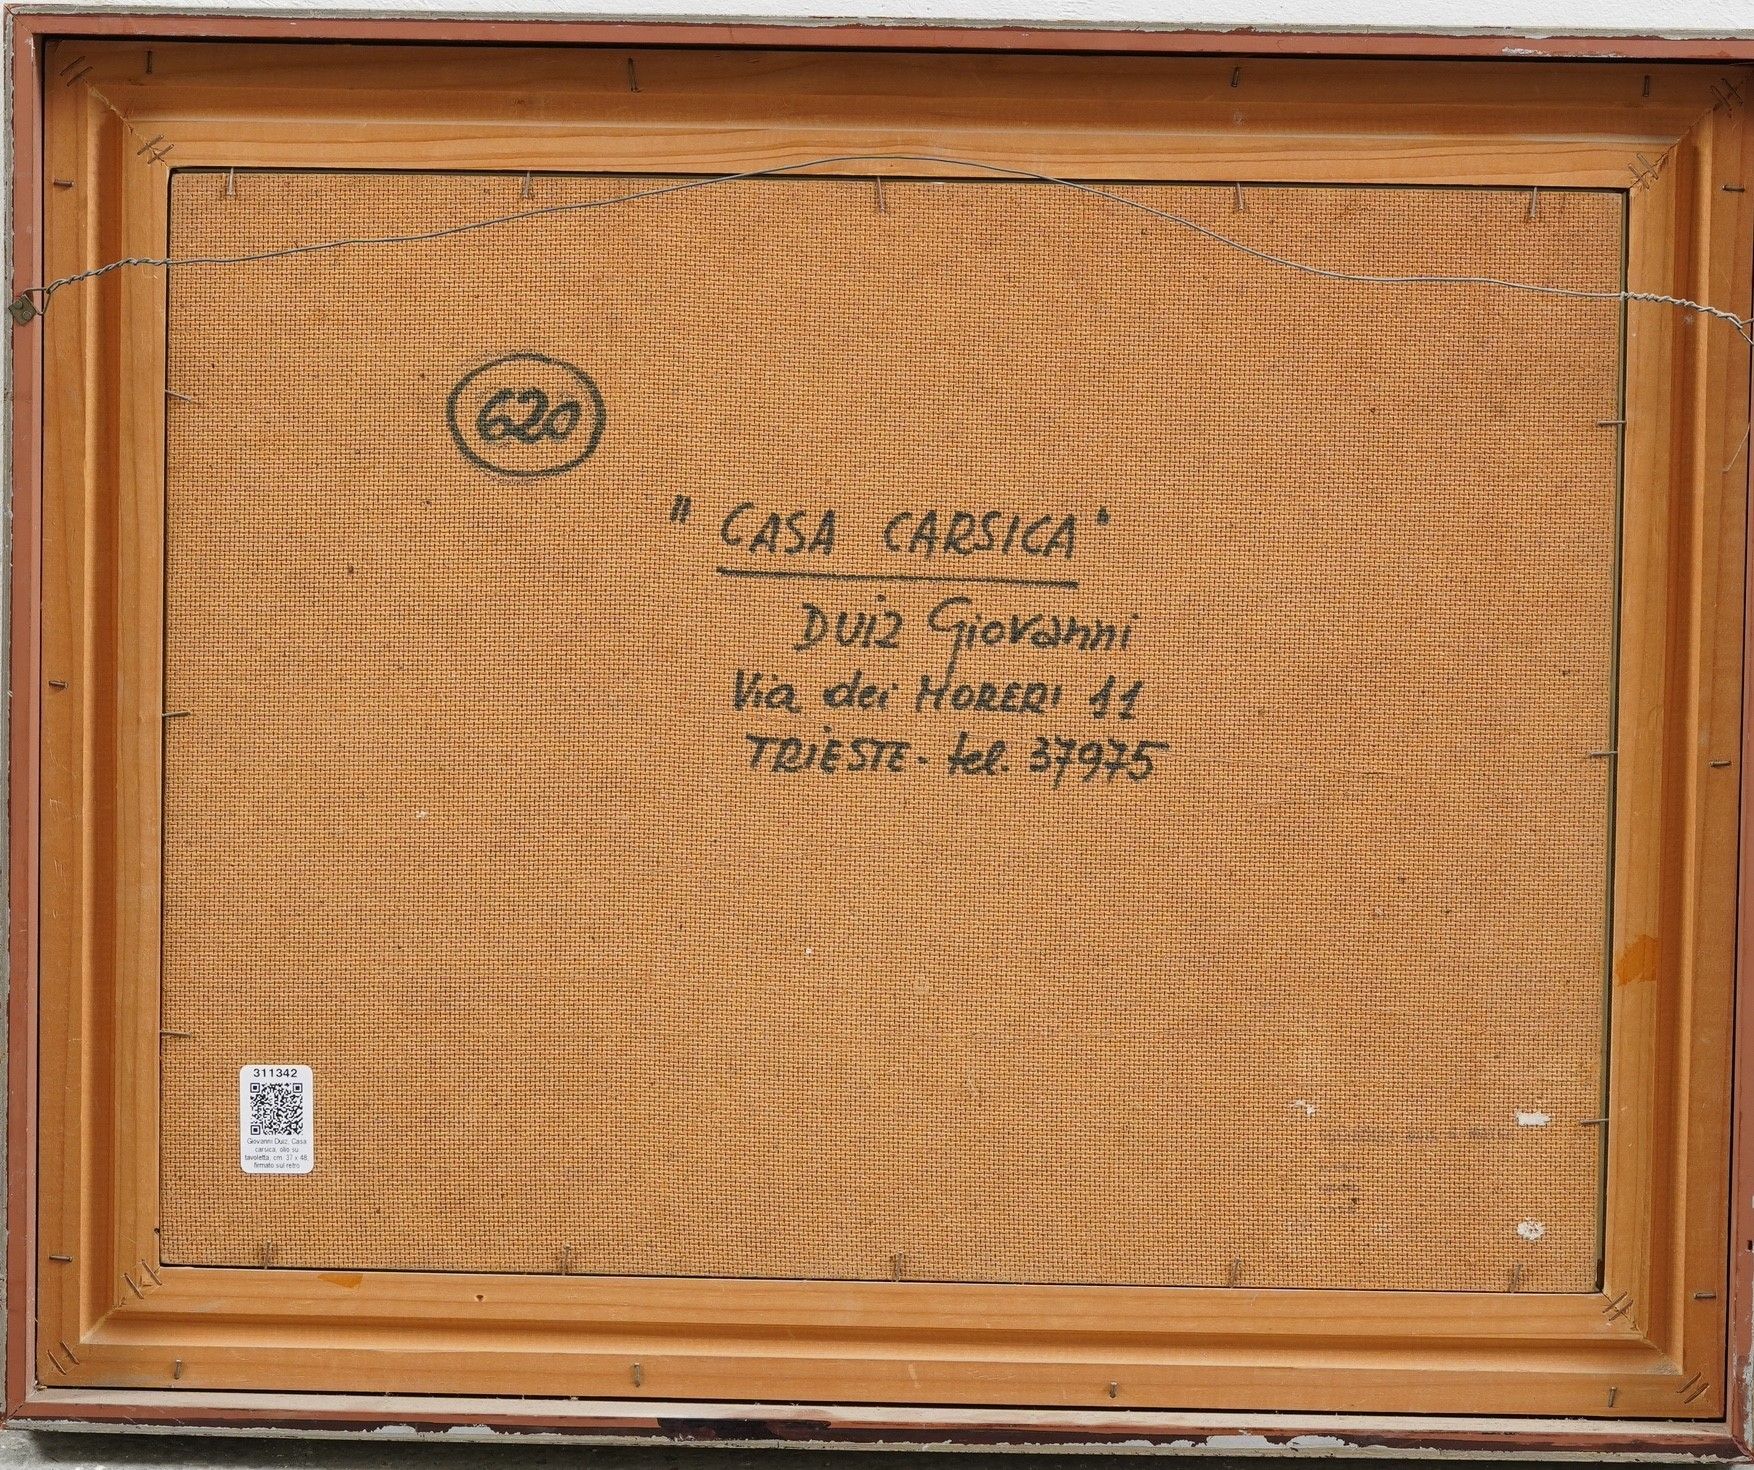 620
" CASA CARSICA "
DUIZ Giovanni
Via dei MORERI 11
TRIESTE - tel. 37975
311342
Giovanni Duiz, Casa
carsica, olio su
tavoletta, cm. 37 x 48,
firmato sul retro